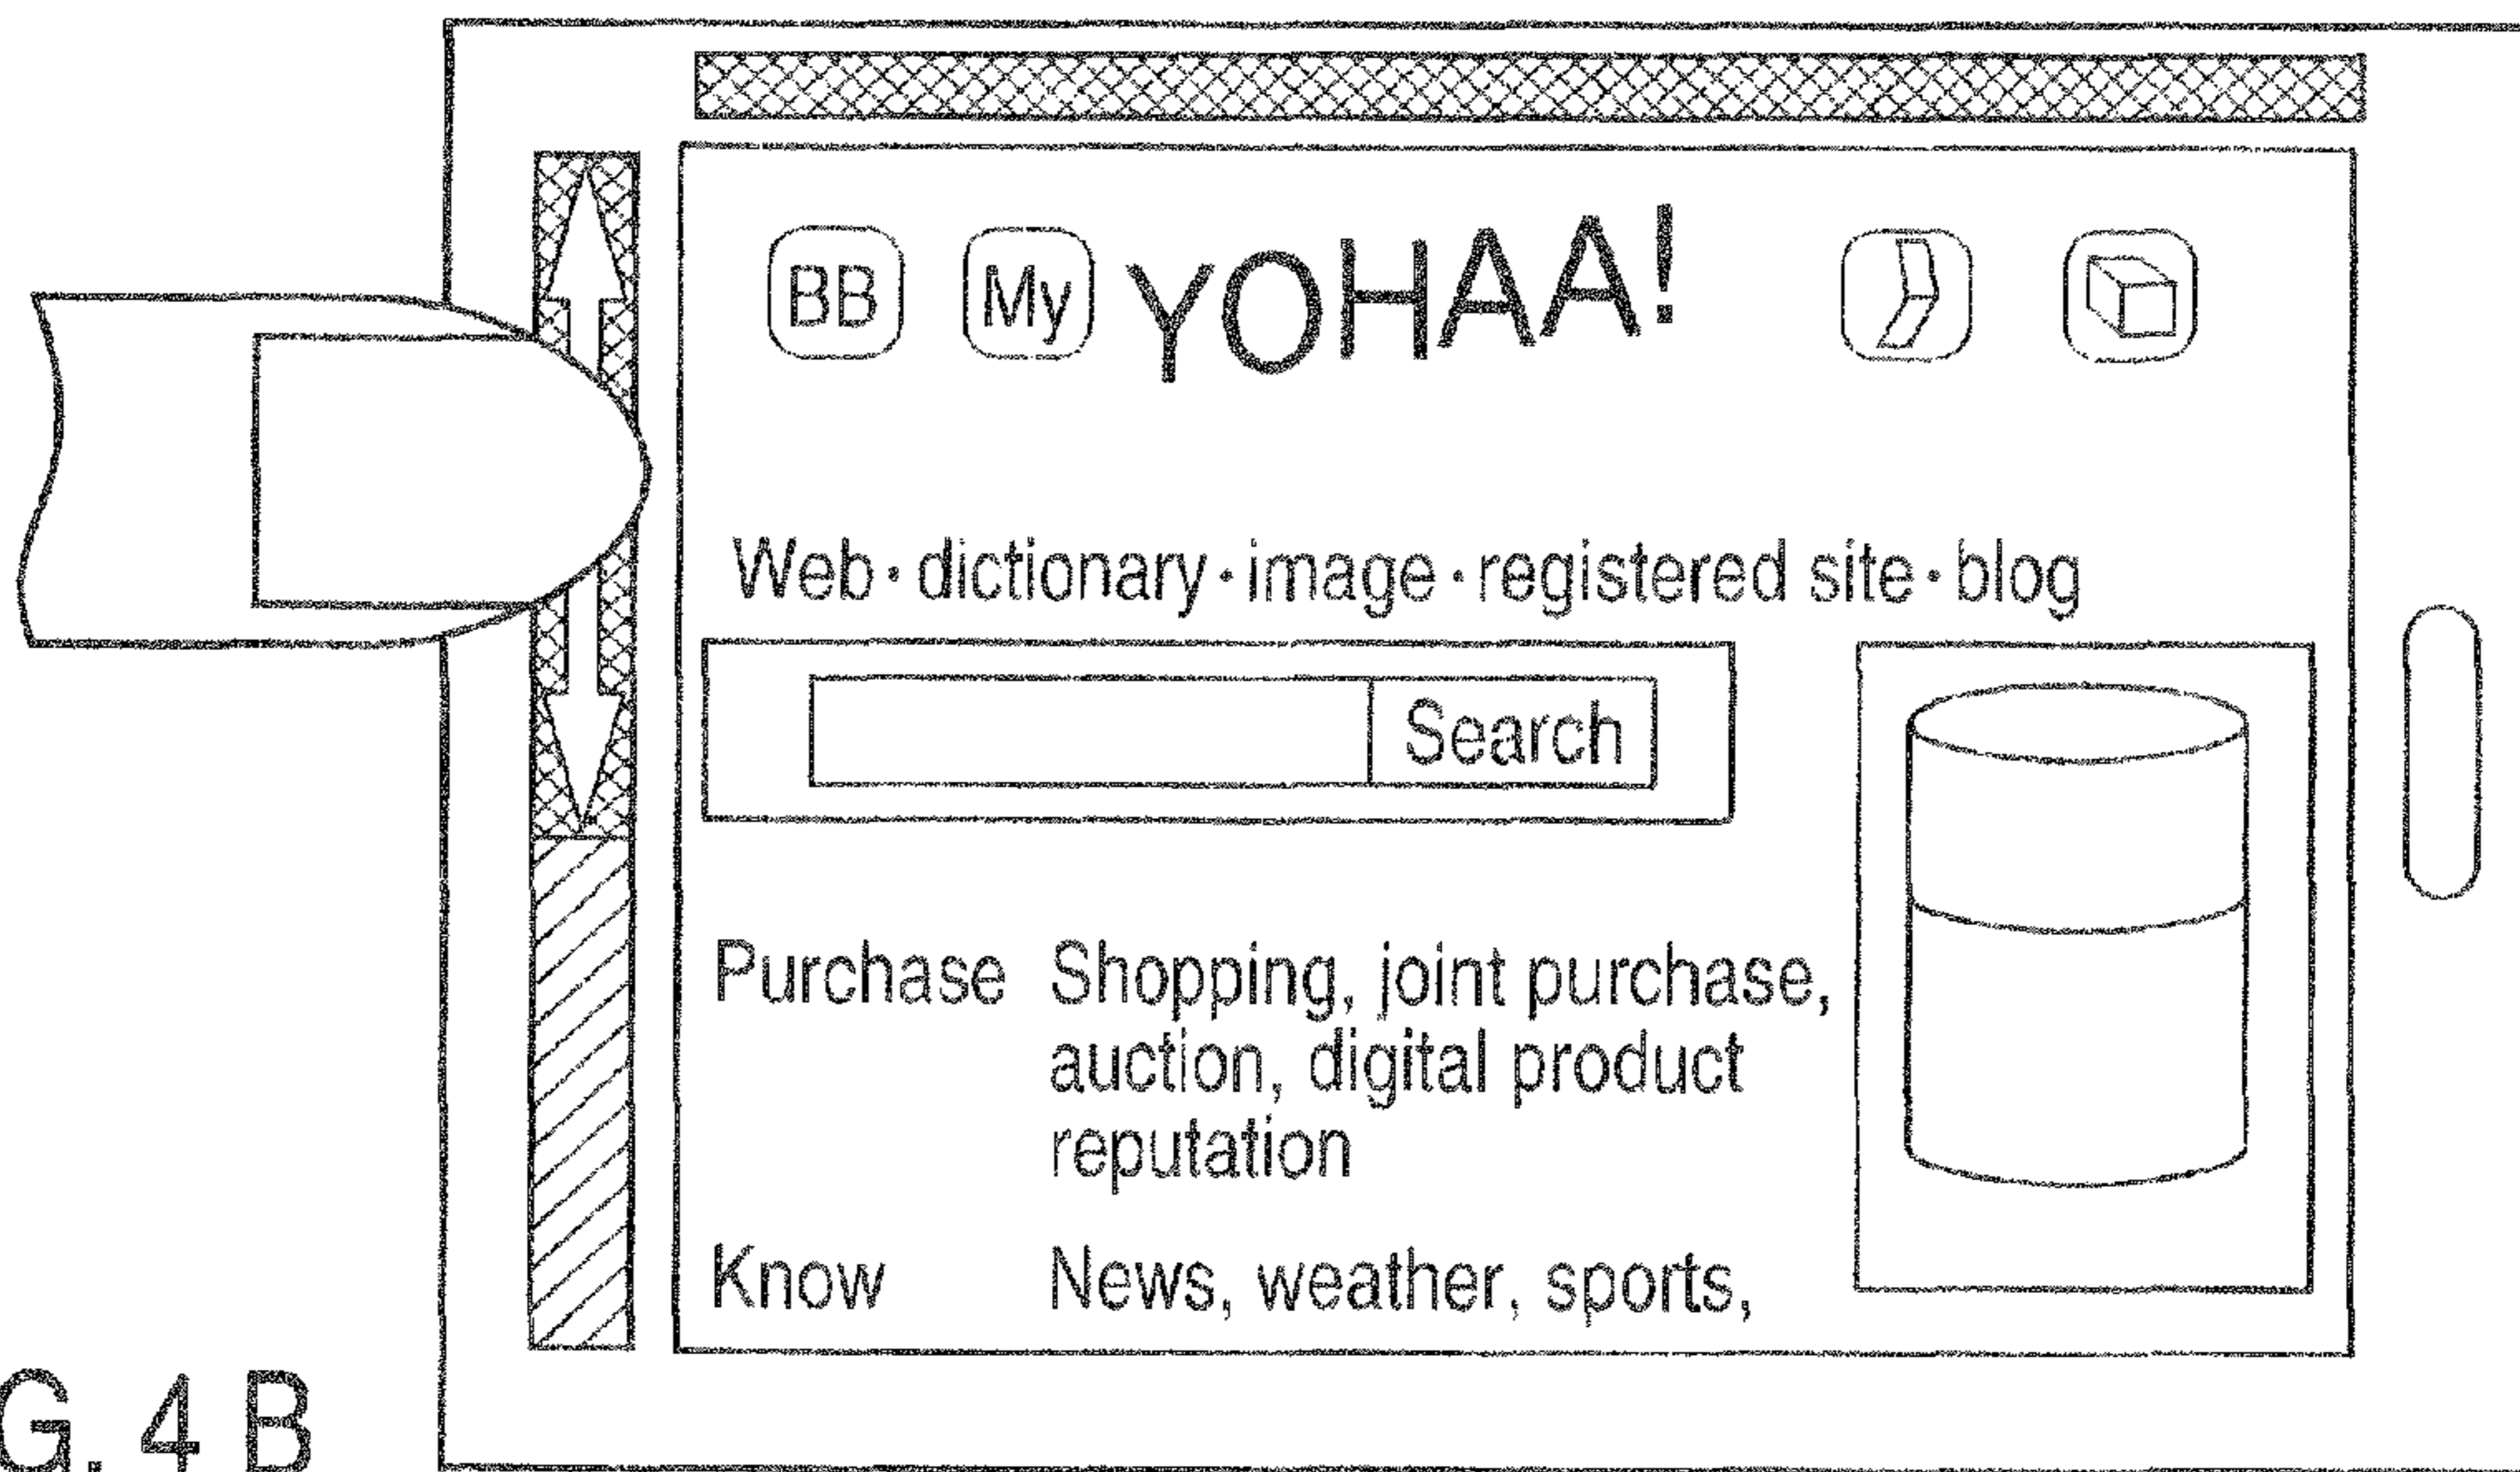 BB My YOHAA!
Web・dictionary・image・registered site・blog
Search
Purchase Shopping, joint purchase,
auction, digital product
reputation
Know News, weather, sports,
G. 4 B